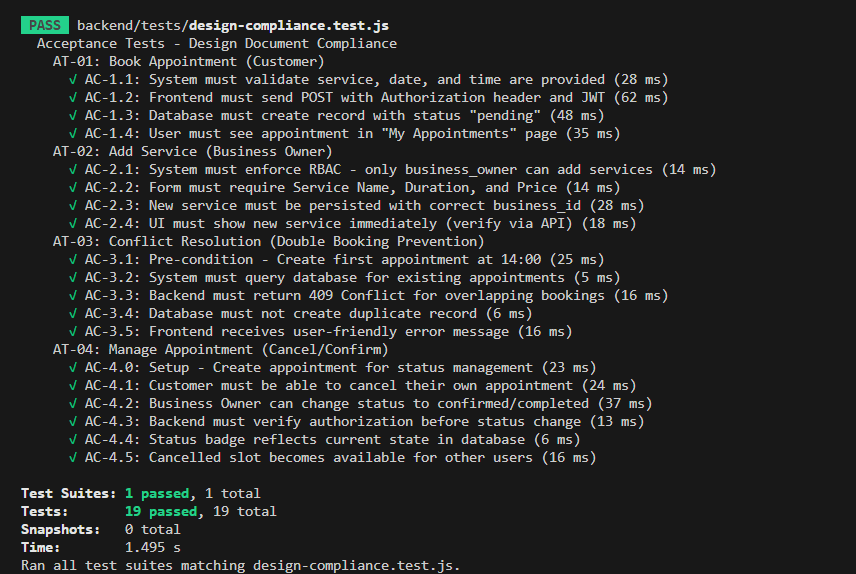 PASS backend/tests/design-compliance.test.js
Acceptance Tests - Design Document Compliance
AT-01: Book Appointment (Customer)
√ AC-1.1: System must validate service, date, and time are provided (28 ms)
√ AC-1.2: Frontend must send POST with Authorization header and JWT (62 ms)
√ AC-1.3: Database must create record with status "pending" (48 ms)
√ AC-1.4: User must see appointment in "My Appointments" page (35 ms)
AT-02: Add Service (Business Owner)
√ AC-2.1: System must enforce RBAC - only business_owner can add services (14 ms)
√ AC-2.2: Form must require Service Name, Duration, and Price (14 ms)
√ AC-2.3: New service must be persisted with correct business_id (28 ms)
√ AC-2.4: UI must show new service immediately (verify via API) (18 ms)
AT-03: Conflict Resolution (Double Booking Prevention)
√ AC-3.1: Pre-condition - Create first appointment at 14:00 (25 ms)
√ AC-3.2: System must query database for existing appointments (5 ms)
√ AC-3.3: Backend must return 409 Conflict for overlapping bookings (16 ms)
√ AC-3.4: Database must not create duplicate record (6 ms)
√ AC-3.5: Frontend receives user-friendly error message (16 ms)
AT-04: Manage Appointment (Cancel/Confirm)
√ AC-4.0: Setup - Create appointment for status management (23 ms)
√ AC-4.1: Customer must be able to cancel their own appointment (24 ms)
√ AC-4.2: Business Owner can change status to confirmed/completed (37 ms)
√ AC-4.3: Backend must verify authorization before status change (13 ms)
√ AC-4.4: Status badge reflects current state in database (6 ms)
√ AC-4.5: Cancelled slot becomes available for other users (16 ms)
Test Suites: 1 passed, 1 total
Tests: 19 passed, 19 total
Snapshots: 0 total
Time: 1.495 s
Ran all test suites matching design-compliance.test.js.